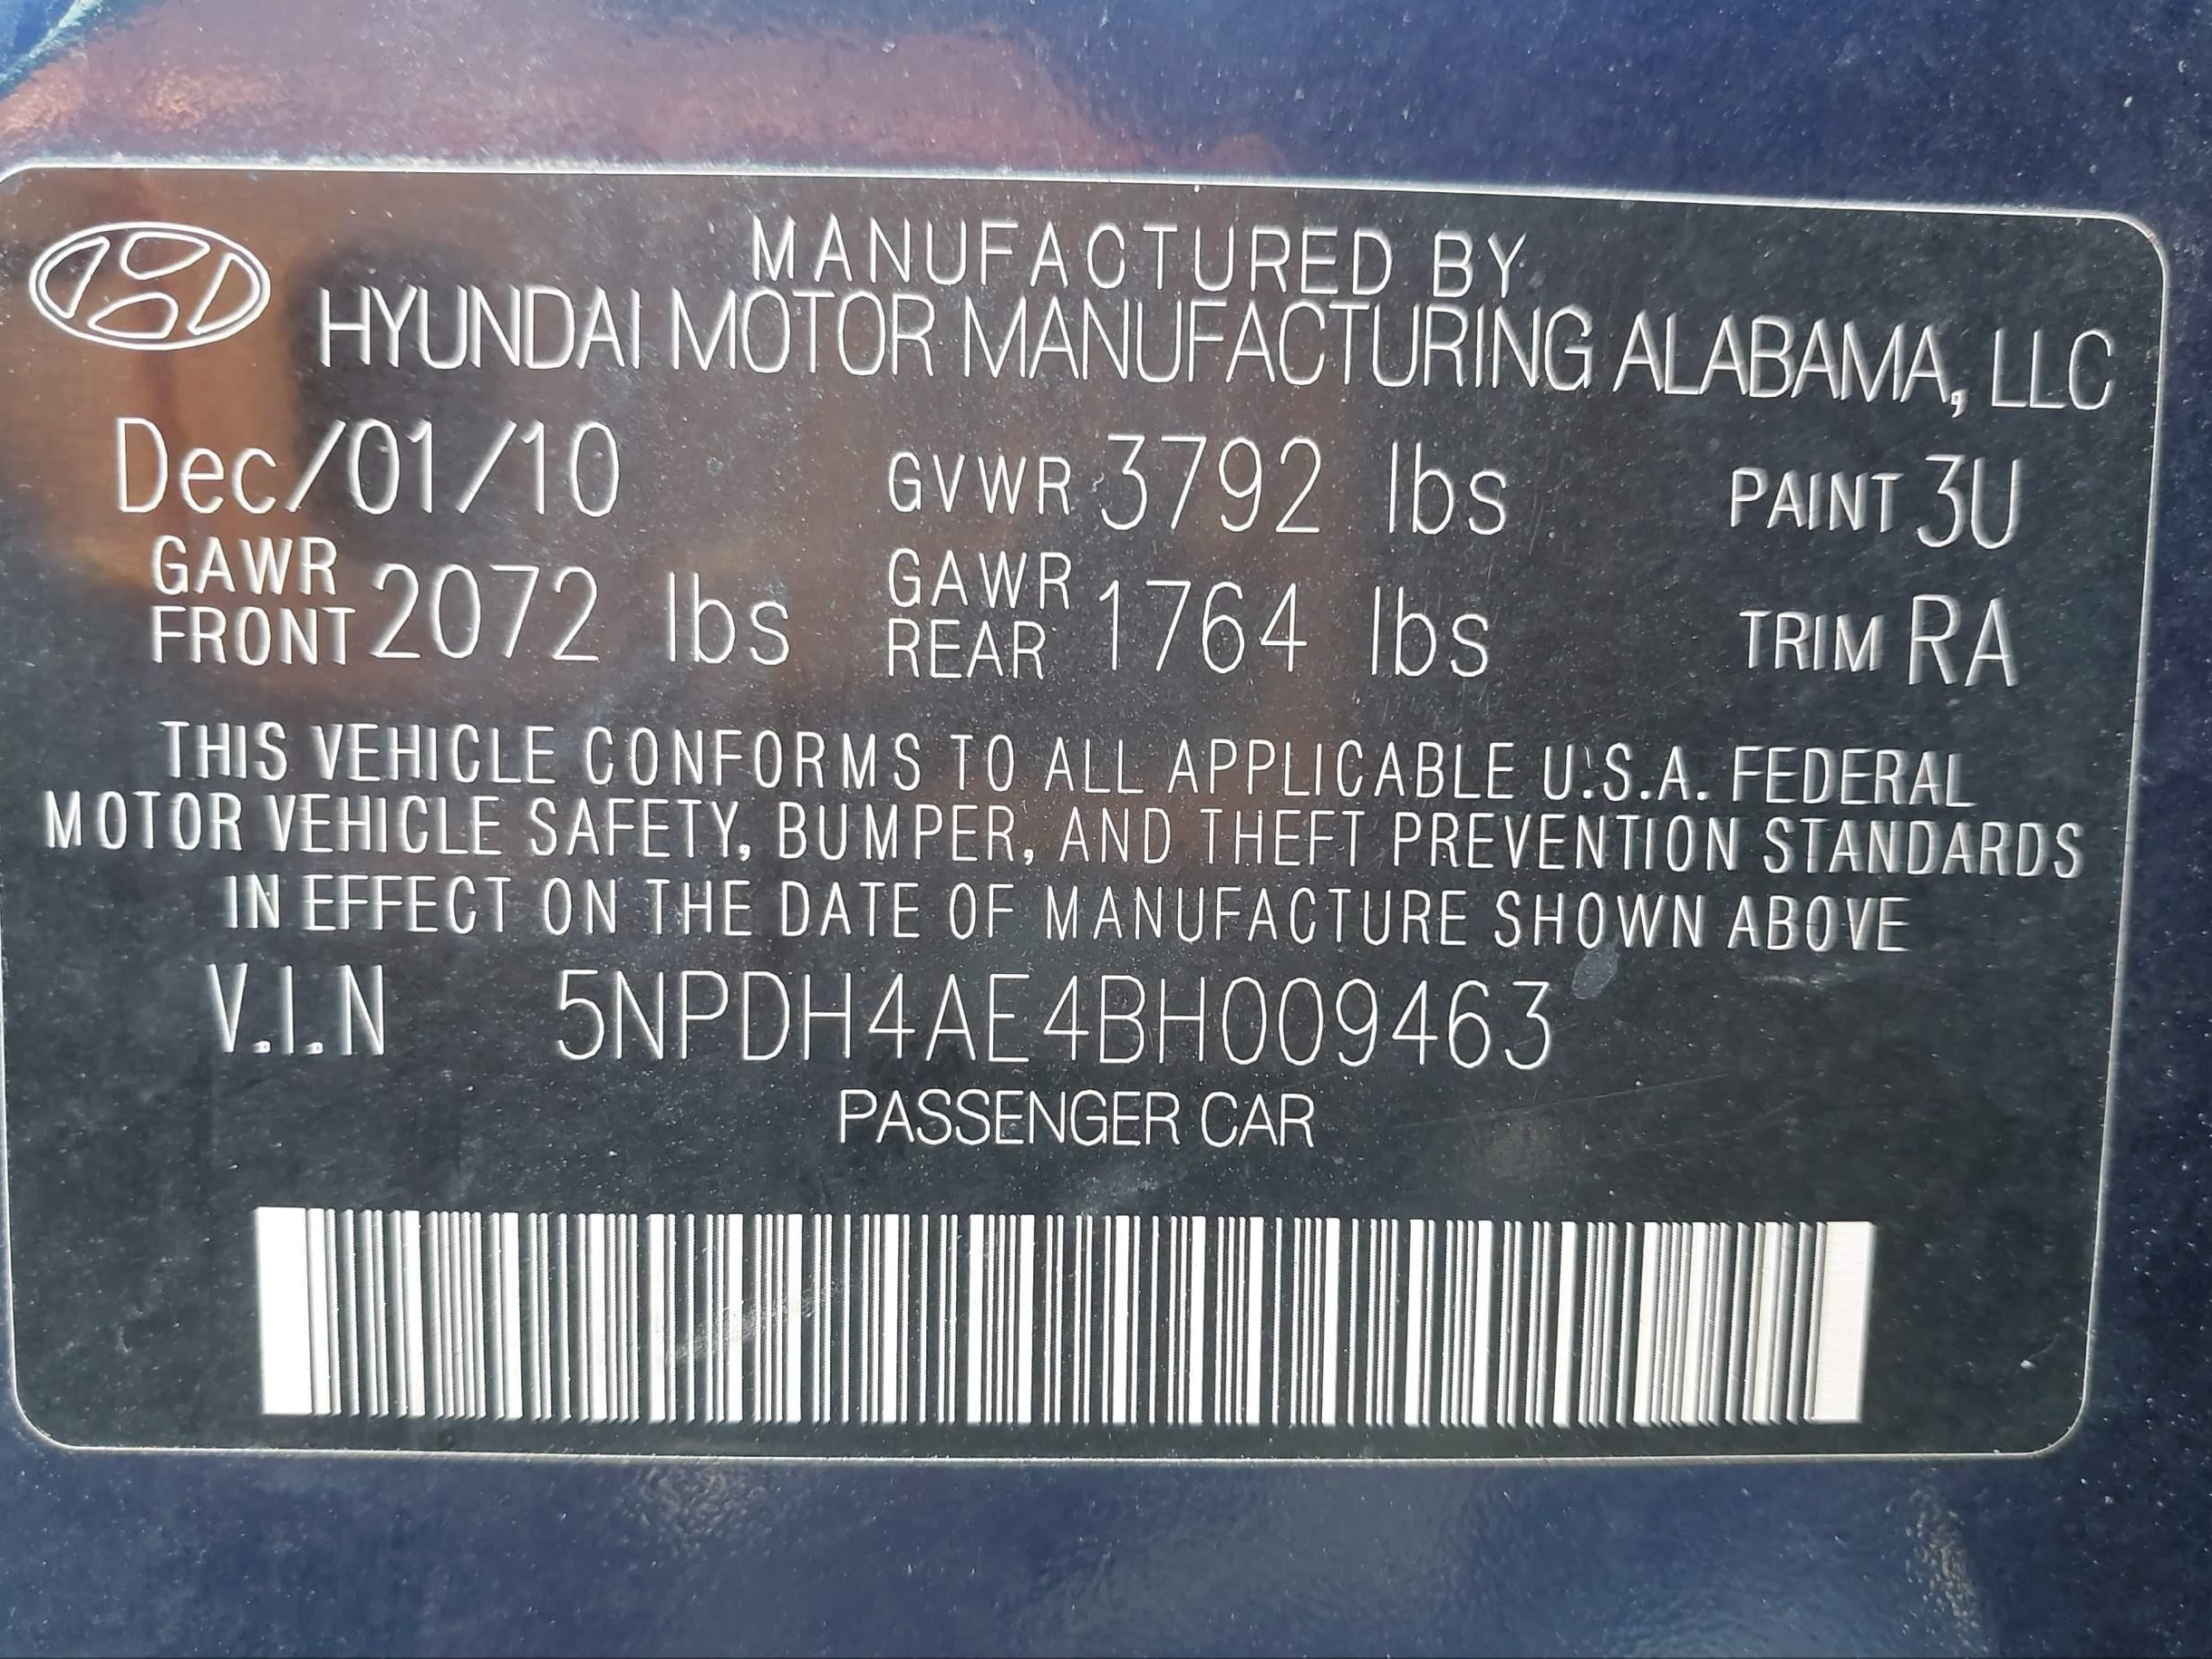 MANUFACTURED BY
HYUNDAI MOTOR MANUFACTURING ALABAMA, LLC
Dec/01/10 GVWR 3792 lbs PAINT 3U
GAWR FRONT 2072 lbs GAWR REAR 1764 lbs TRIM RA
THIS VEHICLE CONFORMS TO ALL APPLICABLE U.S.A. FEDERAL
MOTOR VEHICLE SAFETY, BUMPER, AND THEFT PREVENTION STANDARDS
IN EFFECT ON THE DATE OF MANUFACTURE SHOWN ABOVE
V.I.N 5NPDH4AE4BH009463
PASSENGER CAR